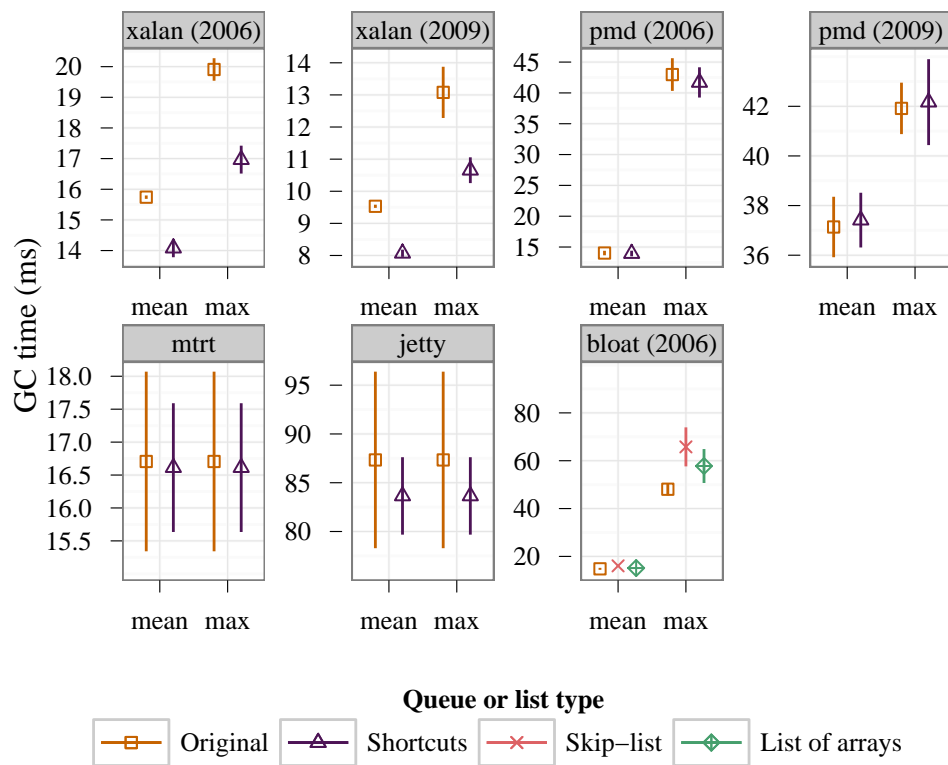 xalan (2006)
xalan (2009)
pmd (2006)
pmd (2009)
GC time (ms)
20
19
18
17
16
15
14
14
13
12
11
10
9
8
45
40
35
30
25
20
15
42
40
38
36
mean max
mean max
mean max
mean max
mtrt
jetty
bloat (2006)
18.0
17.5
17.0
16.5
16.0
15.5
95
90
85
80
80
60
40
20
mean max
mean max
mean max
Queue or list type
Original
Shortcuts
Skip−list
List of arrays